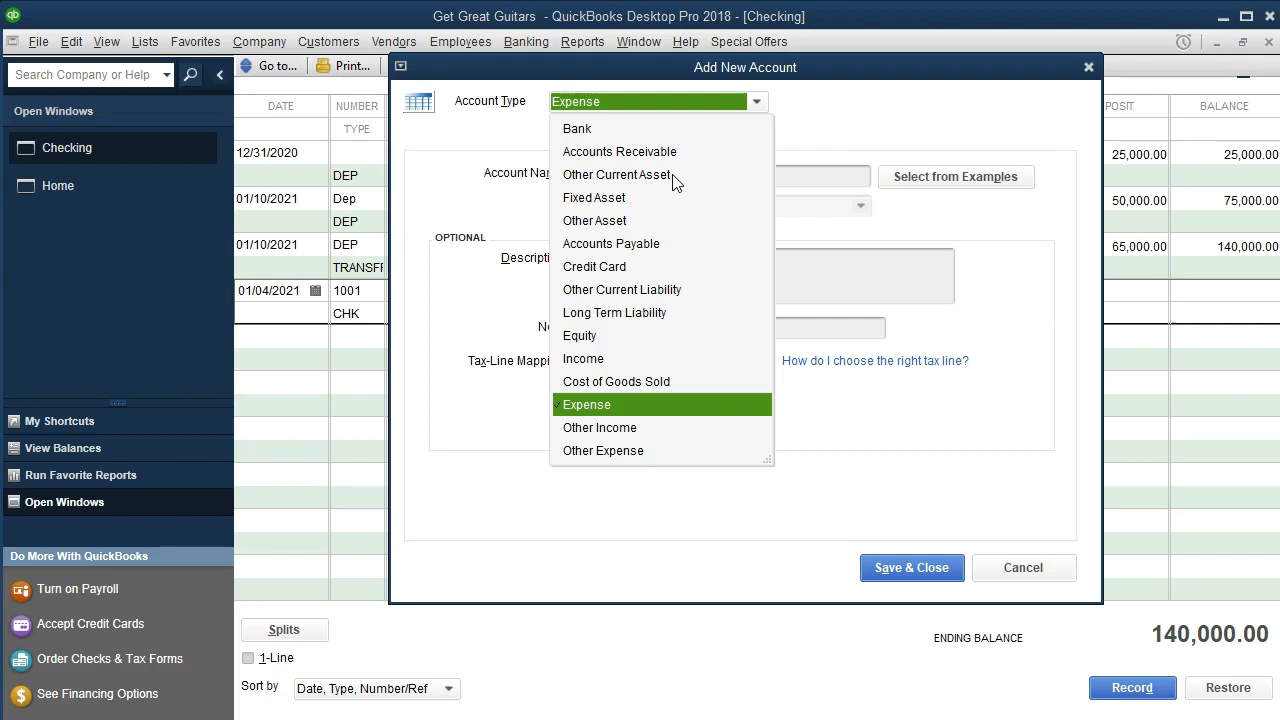 Get Great Guitars - QuickBooks Desktop Pro 2018 - [Checking]
File Edit View Lists Favorites Company Customers Vendors Employees Banking Reports Window Help Special Offers
Search Company or Help
Go to... Print...
Open Windows
Checking
Home
My Shortcuts
View Balances
Run Favorite Reports
Open Windows
Do More With QuickBooks
Turn on Payroll
Accept Credit Cards
Order Checks & Tax Forms
See Financing Options
DATE NUMBER POSIT BALANCE
TYPE
12/31/2020 25,000.00 25,000.00
DEP
01/10/2021 Dep 50,000.00 75,000.00
DEP
01/10/2021 DEP 65,000.00 140,000.00
TRANSFR
01/04/2021 1001
CHK
Add New Account
Account Type Expense
Bank
Accounts Receivable
Other Current Asset
Fixed Asset
Other Asset
Accounts Payable
Credit Card
Other Current Liability
Long Term Liability
Equity
Income
Cost of Goods Sold
Expense
Other Income
Other Expense
Account Nam
Select from Examples
OPTIONAL
Descripti
No
Tax-Line Mappi
How do I choose the right tax line?
Save & Close Cancel
Splits
1-Line
Sort by Date, Type, Number/Ref
ENDING BALANCE 140,000.00
Record Restore